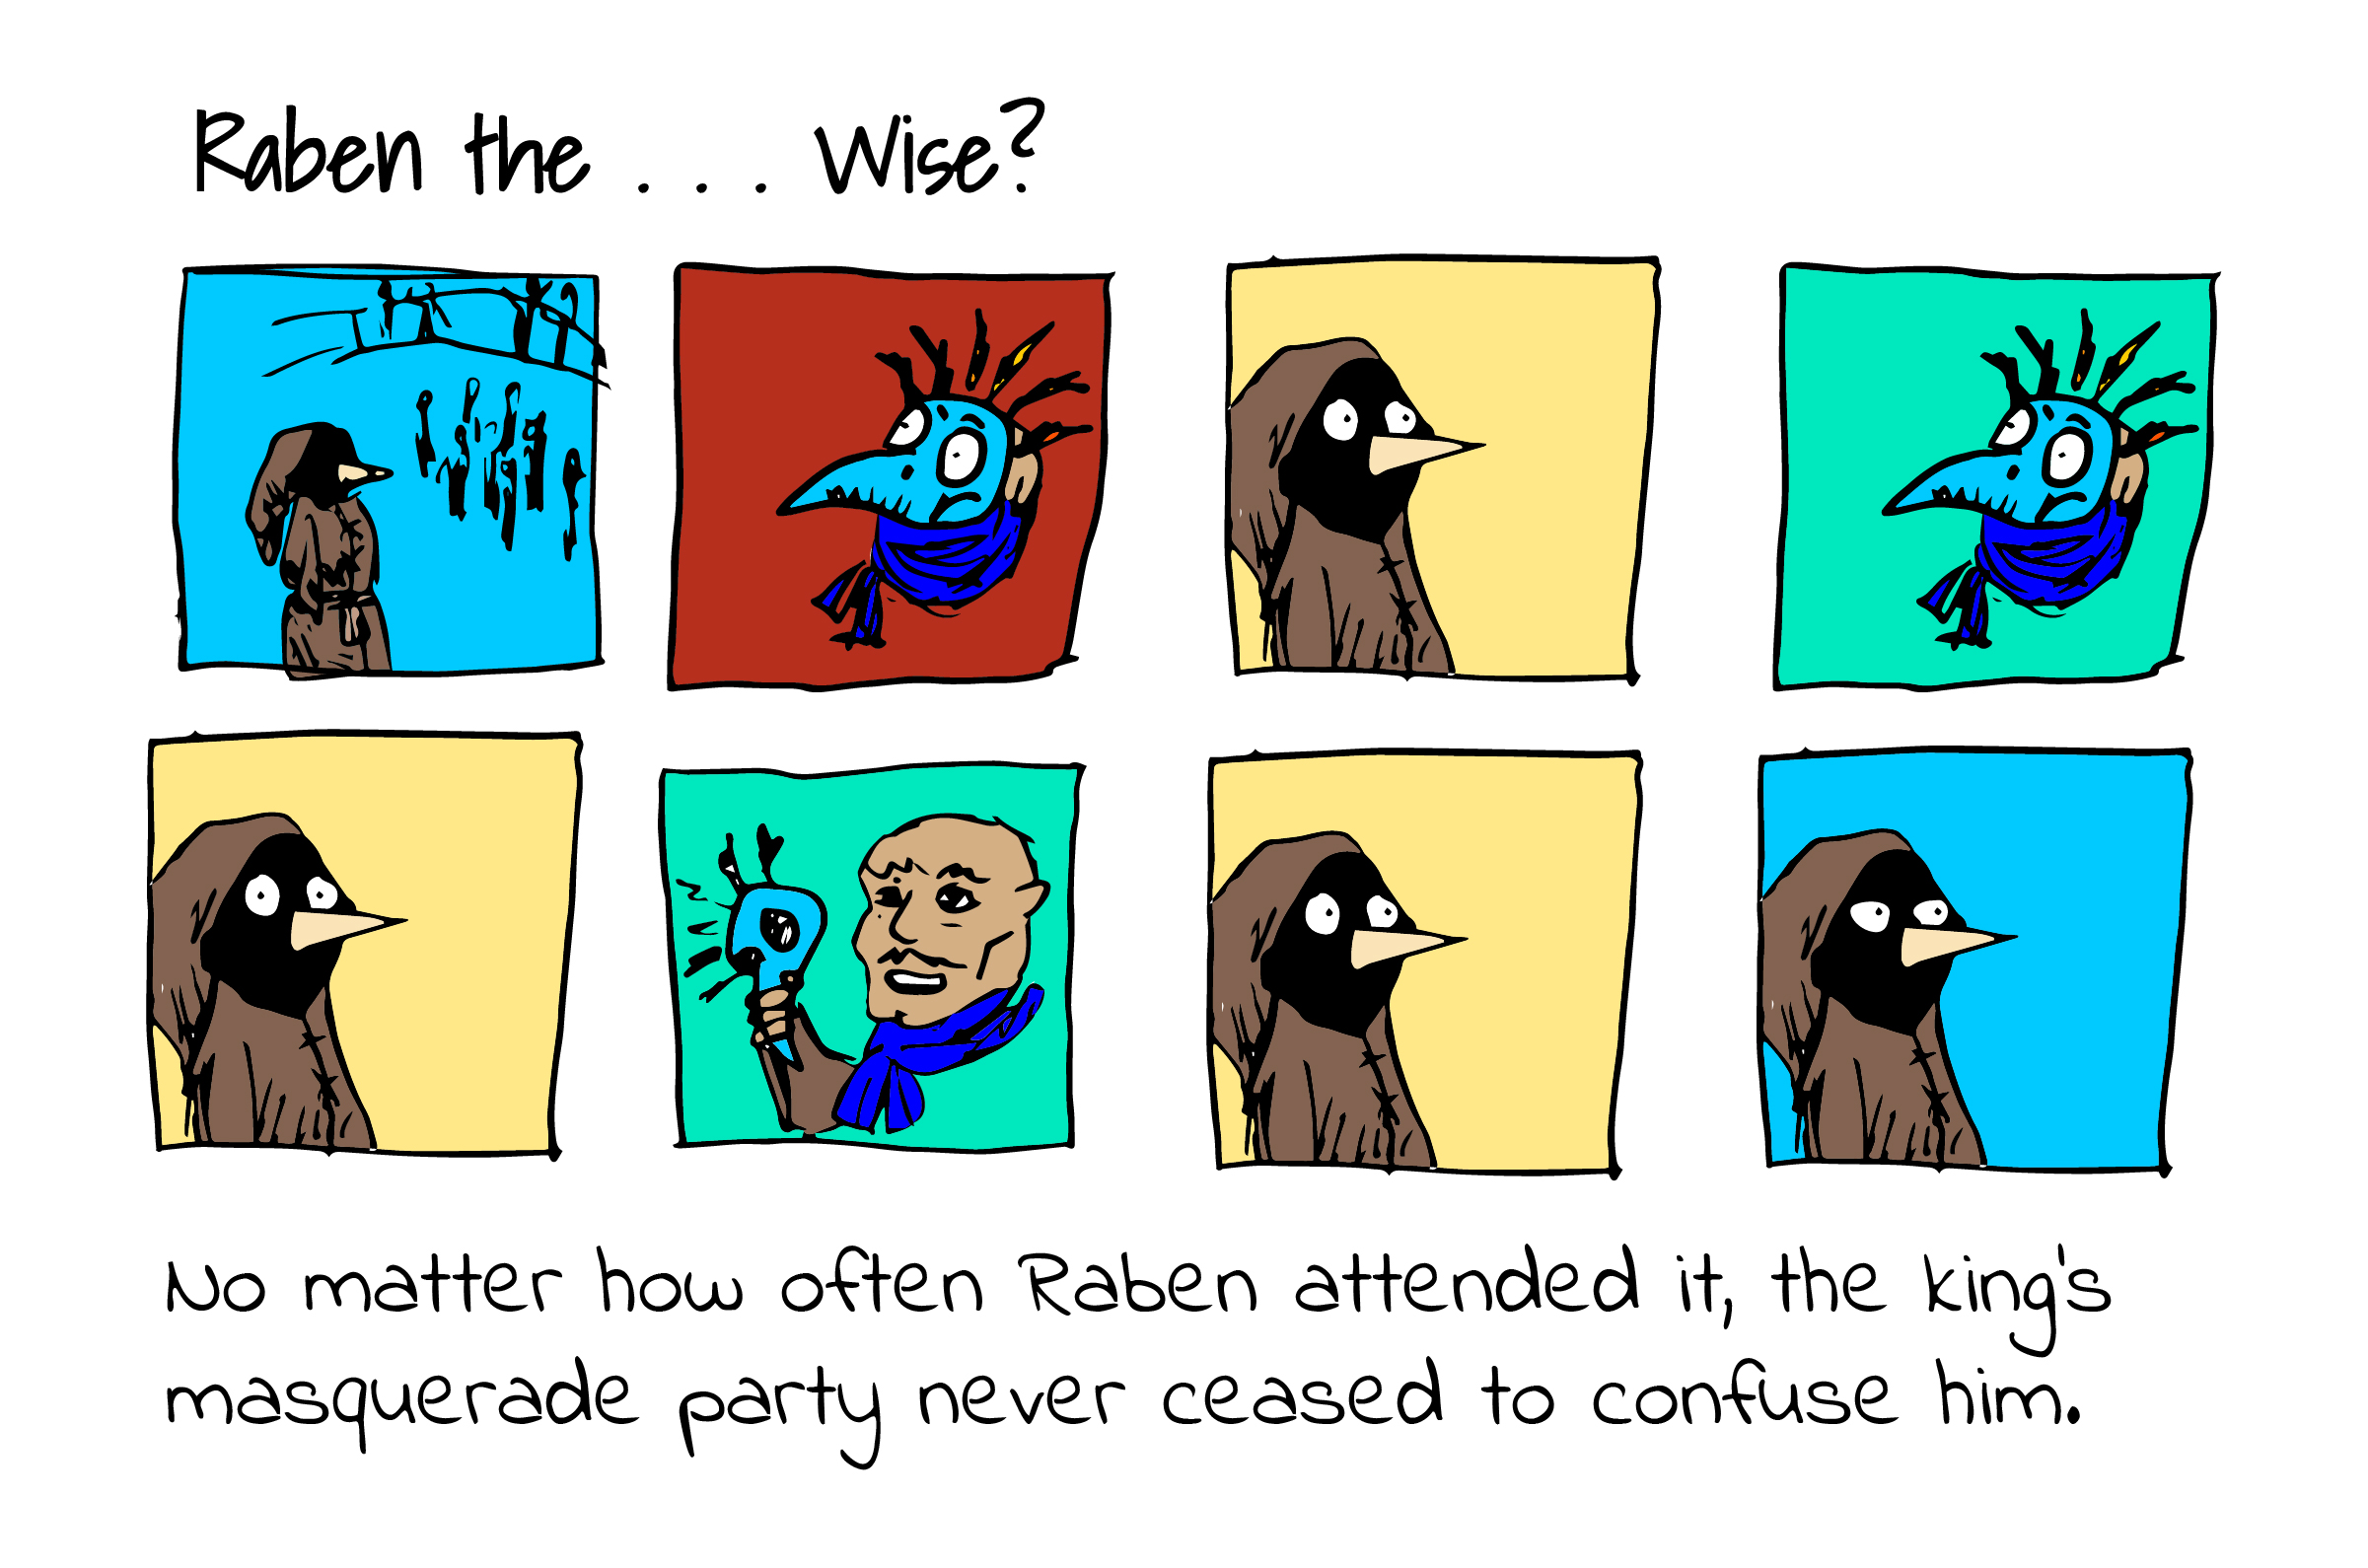 Raben the . . . Wise?
No matter how often Raben attended it, the king's
masquerade party never ceased to confuse him.